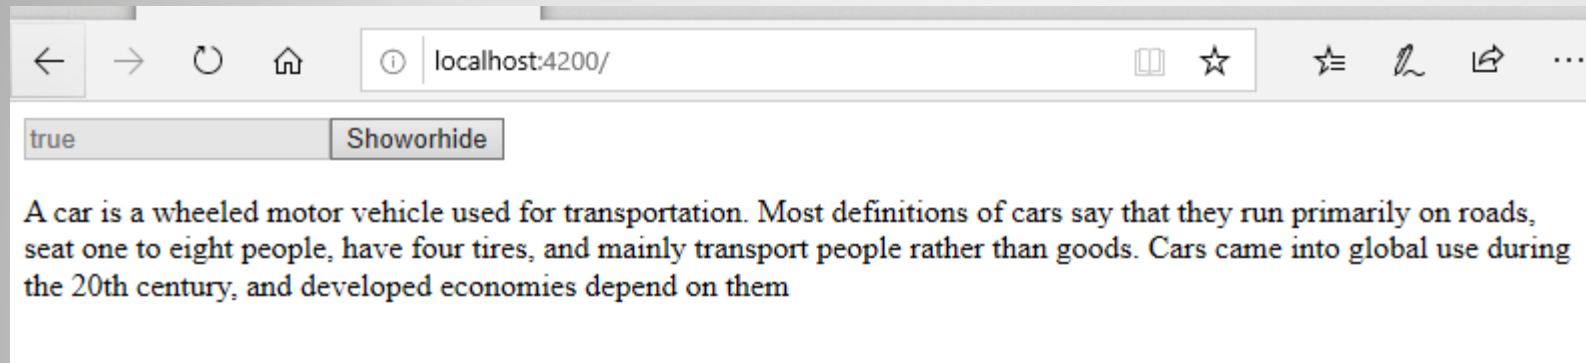 localhost:4200/
true Showorhide
A car is a wheeled motor vehicle used for transportation. Most definitions of cars say that they run primarily on roads,
seat one to eight people, have four tires, and mainly transport people rather than goods. Cars came into global use during
the 20th century, and developed economies depend on them